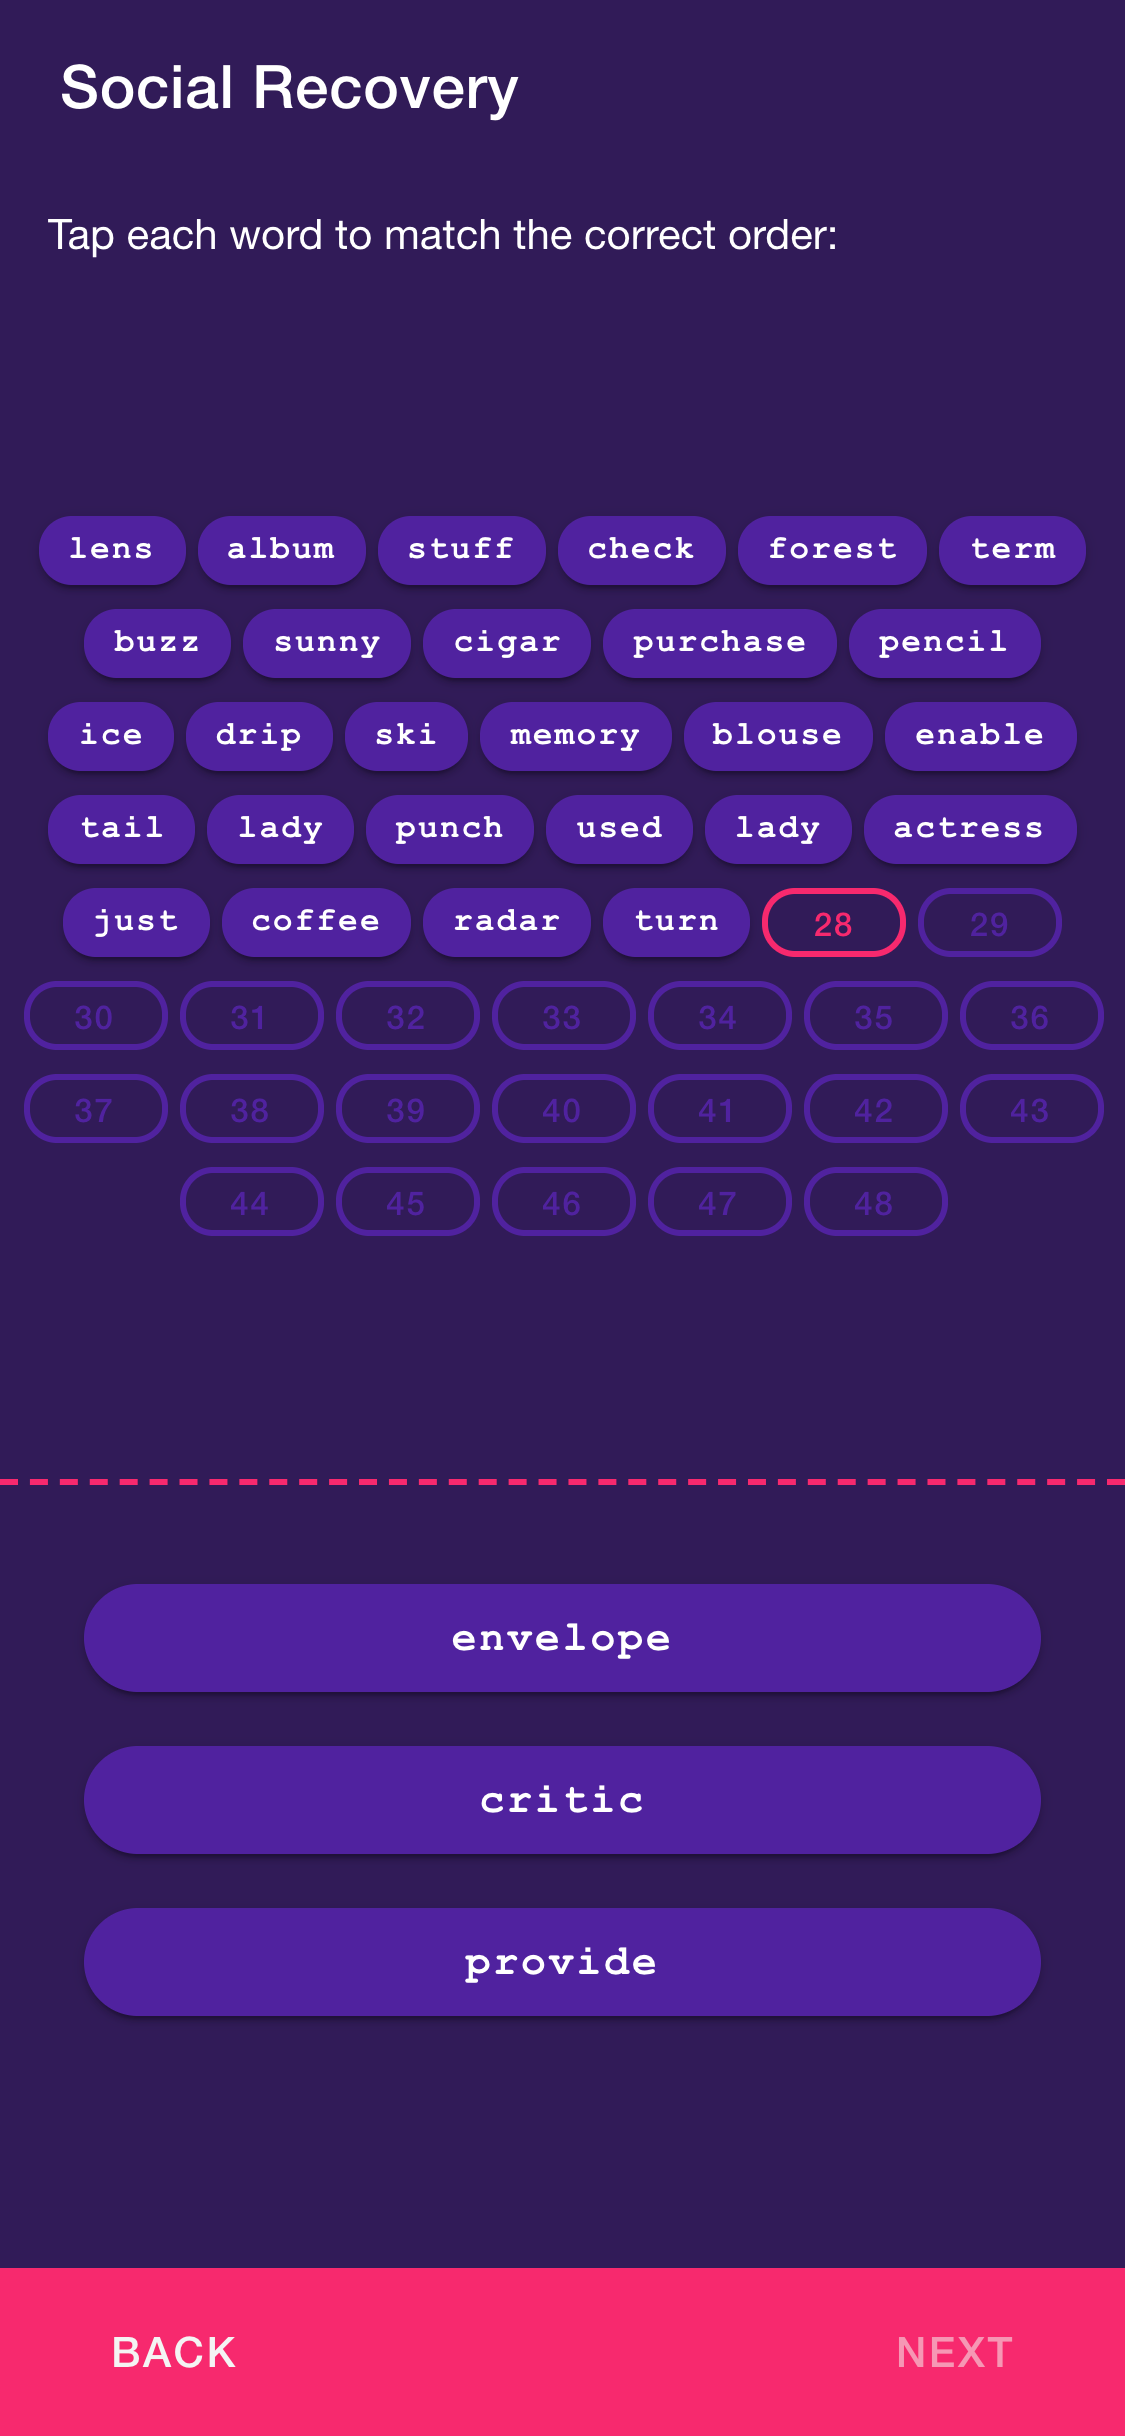 Social Recovery
Tap each word to match the correct order:
lens album stuff check forest term
buzz sunny cigar purchase pencil
ice drip ski memory blouse enable
tail lady punch used lady actress
just coffee radar turn 28 29
30 31 32 33 34 35 36
37 38 39 40 41 42 43
44 45 46 47 48
envelope
critic
provide
BACK NEXT